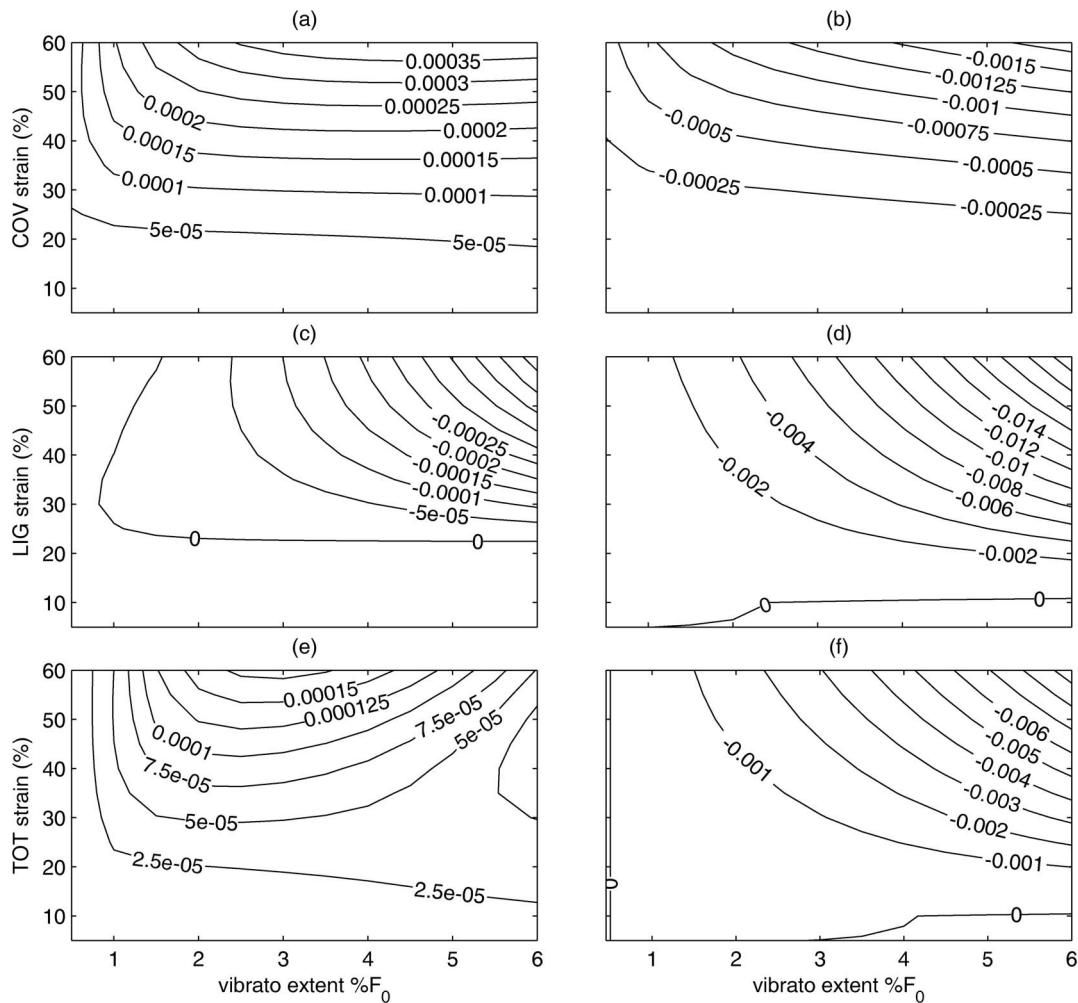 (a)
(b)
COV strain (%)
60
50
40
30
20
10
0.00035
0.0003
0.00025
0.0002
0.0002
0.00015
0.00015
0.0001
0.0001
5e-05
5e-05
-0.0015
-0.00125
-0.001
-0.00075
-0.0005
-0.0005
-0.00025
-0.00025
(c)
(d)
LIG strain (%)
60
50
40
30
20
10
-0.00025
-0.0002
-0.00015
-0.0001
-5e-05
0
0
-0.014
-0.012
-0.01
-0.008
-0.006
-0.004
-0.002
-0.002
0
0
(e)
(f)
TOT strain (%)
60
50
40
30
20
10
0.00015
0.000125
0.0001
7.5e-05
7.5e-05
5e-05
5e-05
2.5e-05
2.5e-05
-0.006
-0.005
-0.004
-0.003
-0.002
-0.001
-0.001
0
0
1 2 3 4 5 6
1 2 3 4 5 6
vibrato extent %F0
vibrato extent %F0